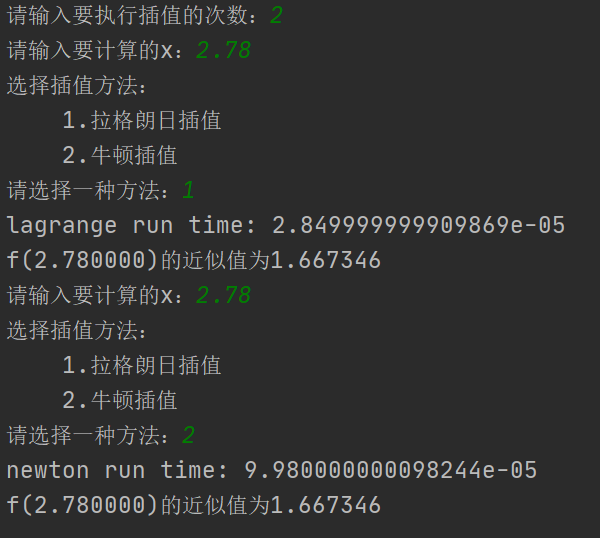 请输入要执行插值的次数：2
请输入要计算的x：2.78
选择插值方法：
    1.拉格朗日插值
    2.牛顿插值
请选择一种方法：1
lagrange run time: 2.8499999999909869e-05
f(2.780000)的近似值为1.667346
请输入要计算的x：2.78
选择插值方法：
    1.拉格朗日插值
    2.牛顿插值
请选择一种方法：2
newton run time: 9.980000000098244e-05
f(2.780000)的近似值为1.667346